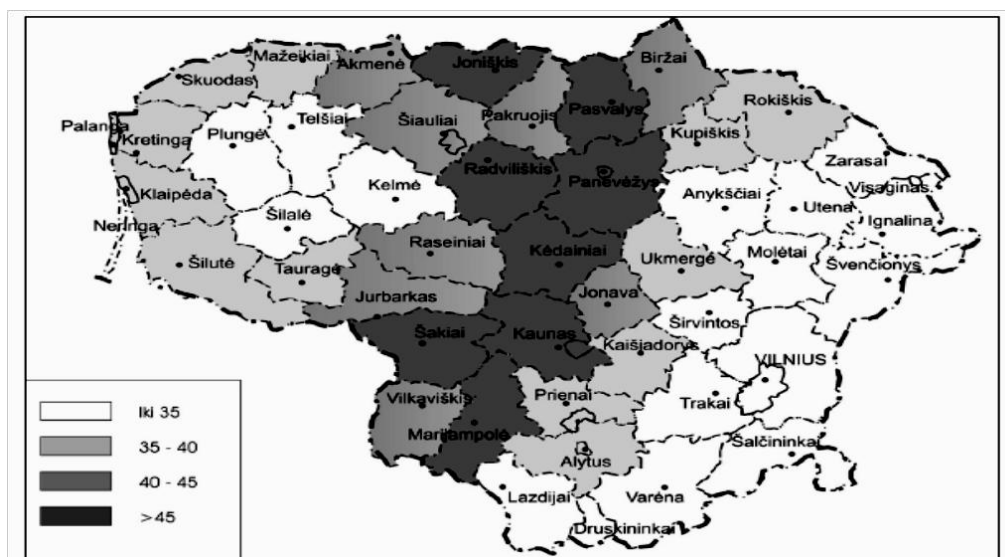 Mažeikiai
Akmenė
Joniškis
Biržai
Skuodas
Pasvalys
Rokiškis
Palanga
Kretinga
Plungė
Telšiai
Šiauliai
Pakruojis
Kupiškis
Zarasai
Radviliškis
Panevėžys
Klaipėda
Kelmė
Anykščiai
Visaginas
Utena
Neringa
Šilalė
Ignalina
Raseiniai
Kėdainiai
Ukmergė
Molėtai
Šilutė
Tauragė
Švenčionys
Jurbarkas
Jonava
Širvintos
Šakiai
Kaunas
Kaišjadorys
VILNIUS
Vilkaviškis
Prienai
Trakai
Marijampolė
Alytus
Šalčininkai
Lazdijai
Varėna
Druskininkai
Iki 35
35 - 40
40 - 45
>45